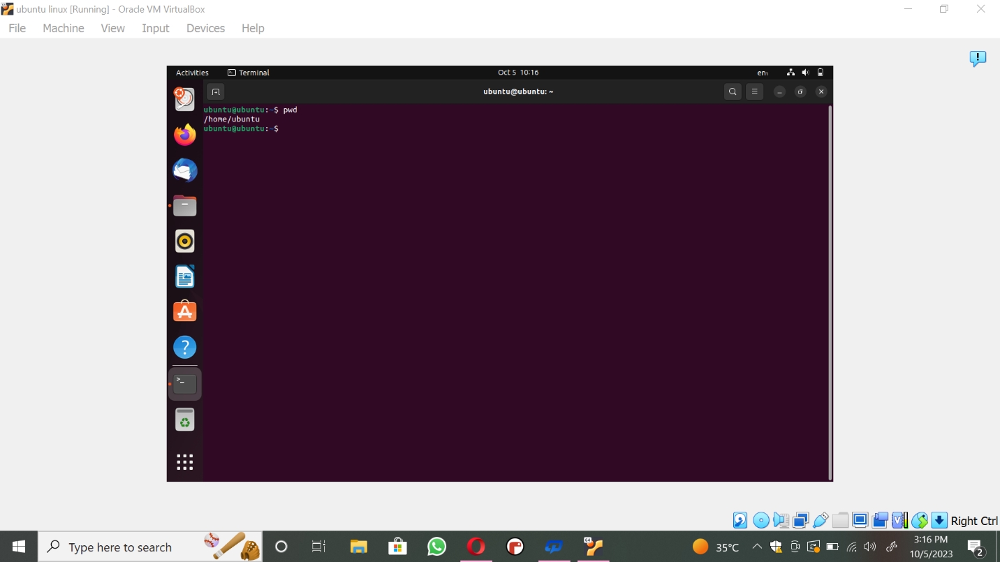 ubuntu linux [Running] - Oracle VM VirtualBox
File Machine View Input Devices Help
Activities Terminal Oct 5 10:16 en₁
ubuntu@ubuntu: ~
ubuntu@ubuntu:~$ pwd
/home/ubuntu
ubuntu@ubuntu:~$
Right Ctrl
Type here to search
35°C
3:16 PM
10/5/2023
2